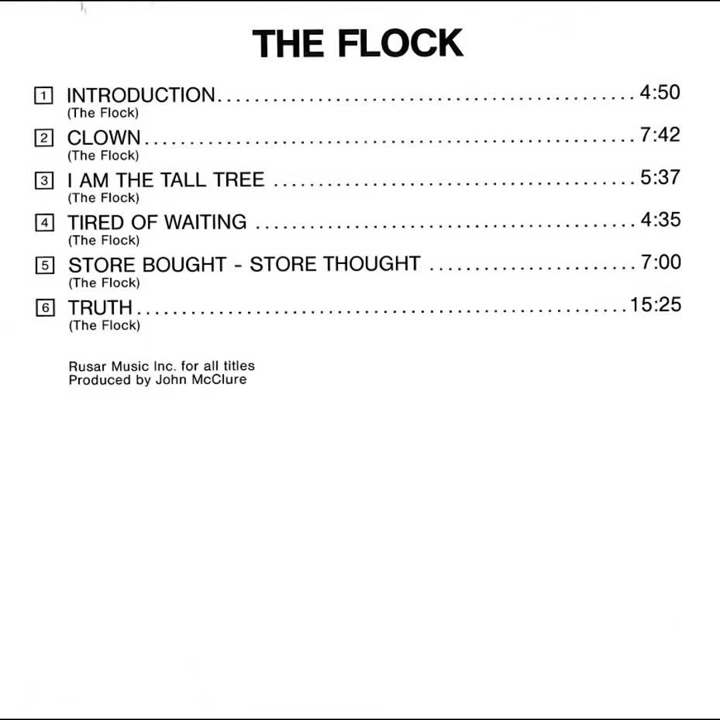 THE FLOCK
1 INTRODUCTION............................................4:50
(The Flock)
2 CLOWN....................................................7:42
(The Flock)
3 I AM THE TALL TREE .......................................5:37
(The Flock)
4 TIRED OF WAITING .........................................4:35
(The Flock)
5 STORE BOUGHT - STORE THOUGHT .......................7:00
(The Flock)
6 TRUTH.....................................................15:25
(The Flock)
Rusar Music Inc. for all titles
Produced by John McClure